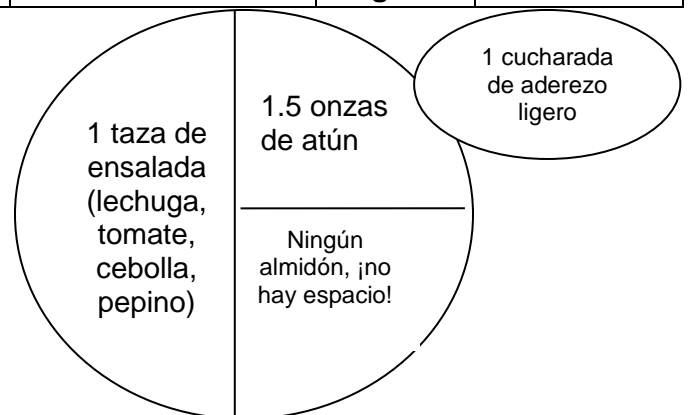 1 taza de
ensalada
(lechuga,
tomate,
cebolla,
pepino)
1.5 onzas
de atún
Ningún
almidón, ¡no
hay espacio!
1 cucharada
de aderezo
ligero